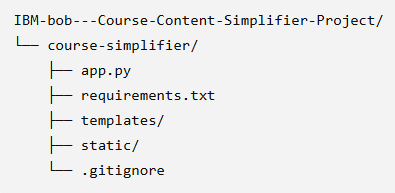 IBM-bob---Course-Content-Simplifier-Project/
└── course-simplifier/
    ├── app.py
    ├── requirements.txt
    ├── templates/
    ├── static/
    └── .gitignore